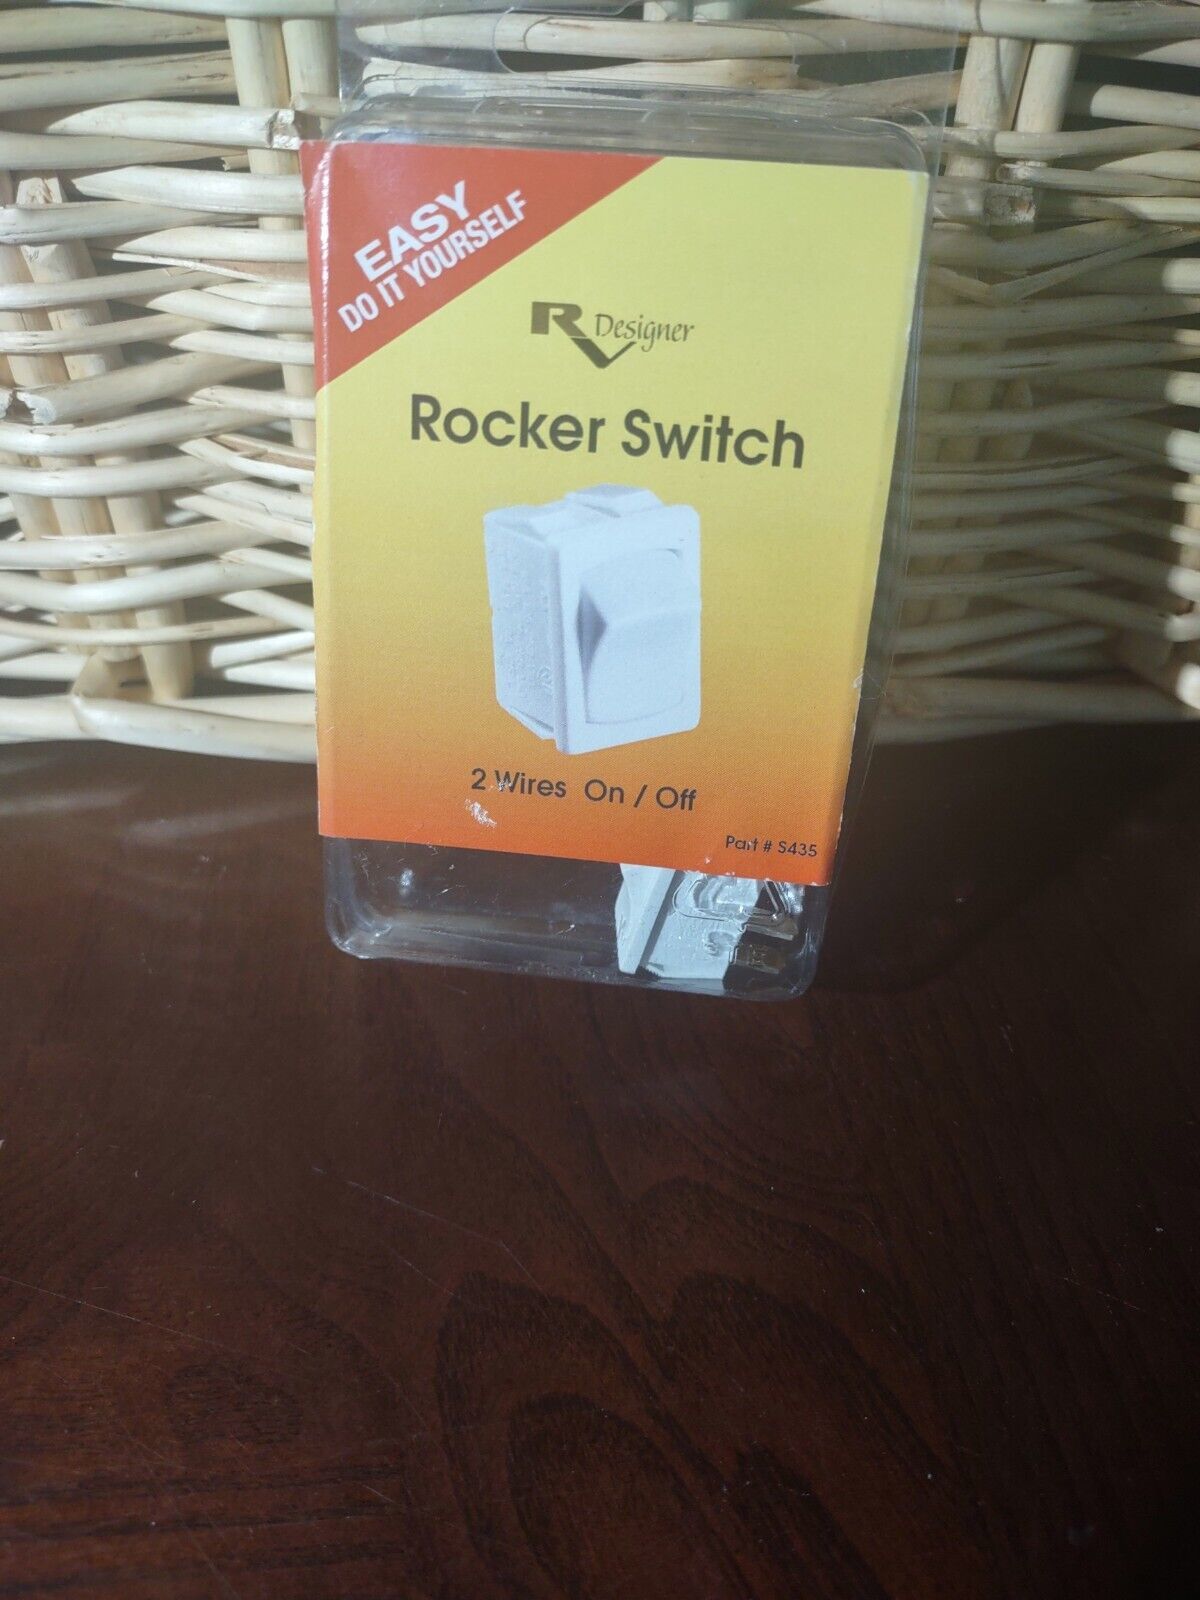 EASY
DO IT YOURSELF
RV Designer
Rocker Switch
2 Wires On / Off
Part # S435